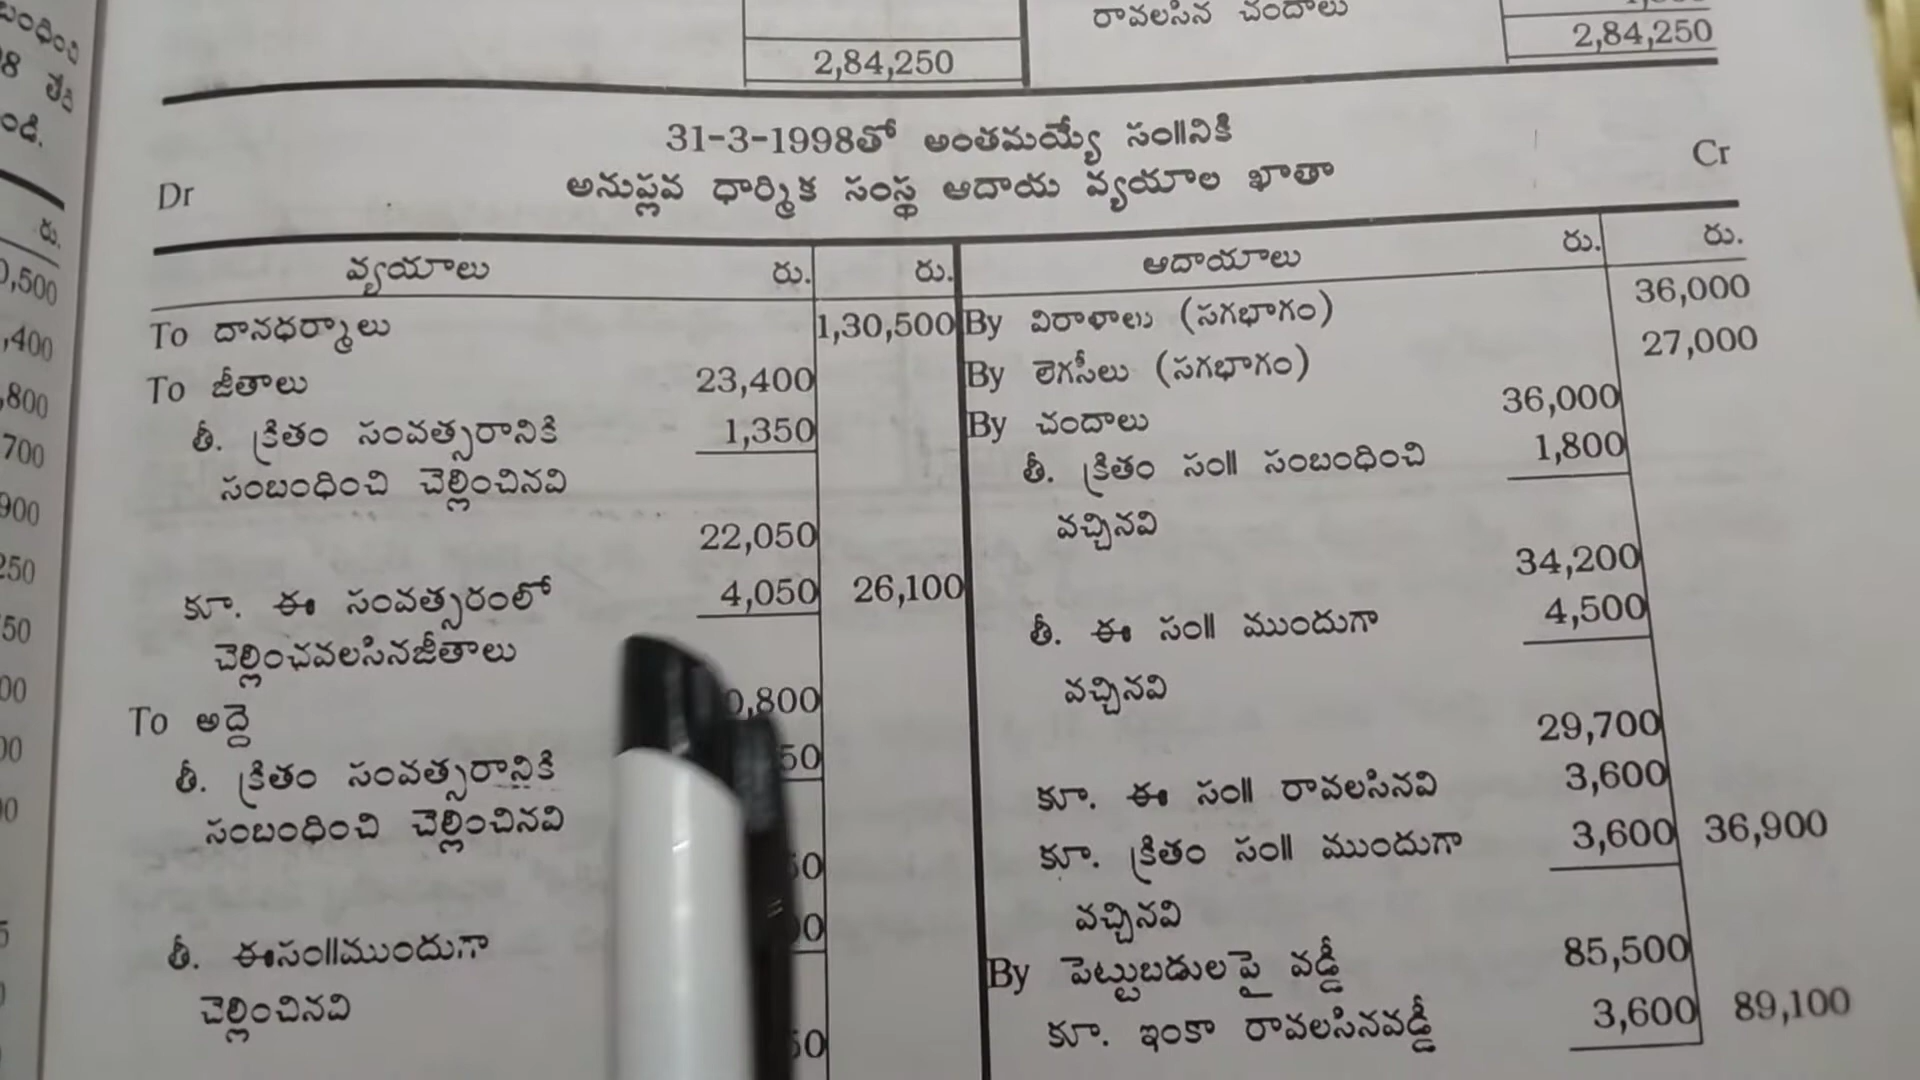 రావలసిన చందాలు
2,84,250 2,84,250
31-3-1998తో అంతమయ్యే సం॥నికి
Dr అనుప్లవ ధార్మిక సంస్థ ఆదాయ వ్యయాల ఖాతా Cr
వ్యయాలు రు. రు. ఆదాయాలు రు. రు.
To దానధర్మాలు 1,30,500 By విరాళాలు (సగభాగం) 36,000
To జీతాలు 23,400 By లెగసీలు (సగభాగం) 27,000
తీ. క్రితం సంవత్సరానికి 1,350 By చందాలు 36,000
సంబంధించి చెల్లించినవి తీ. క్రితం సం॥ సంబంధించి 1,800
22,050 వచ్చినవి
34,200
కూ. ఈ సంవత్సరంలో 4,050 26,100 తీ. ఈ సం॥ ముందుగా 4,500
చెల్లించవలసినజీతాలు వచ్చినవి
To అద్దె 0,800 29,700
తీ. క్రితం సంవత్సరానికి 50 కూ. ఈ సం॥ రావలసినవి 3,600
సంబంధించి చెల్లించినవి కూ. క్రితం సం॥ ముందుగా 3,600 36,900
వచ్చినవి
తీ. ఈసం॥ముందుగా By పెట్టుబడులపై వడ్డీ 85,500
చెల్లించినవి కూ. ఇంకా రావలసినవడ్డీ 3,600 89,100